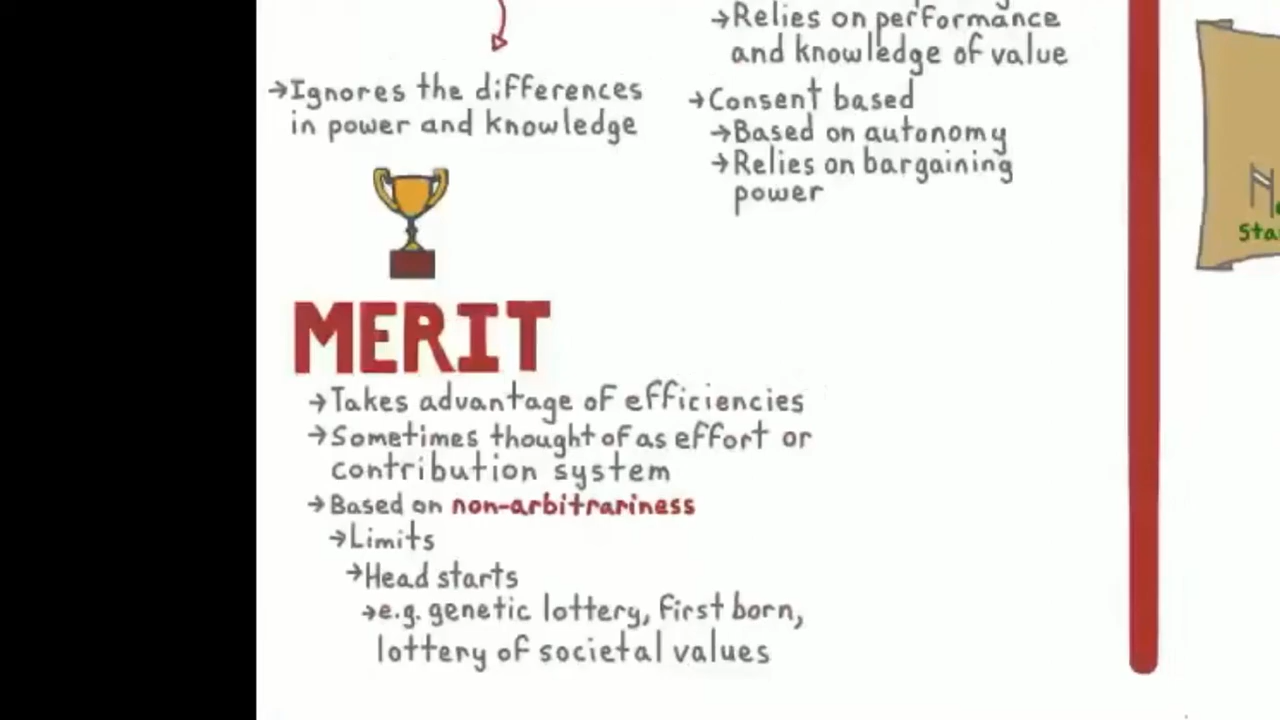 →Ignores the differences
in power and knowledge
→Relies on performance
and knowledge of value
→Consent based
→Based on autonomy
→Relies on bargaining
power
MERIT
→Takes advantage of efficiencies
→Sometimes thought of as effort or
contribution system
→Based on non-arbitrariness
→Limits
→Head starts
→e.g. genetic lottery, first born,
lottery of societal values